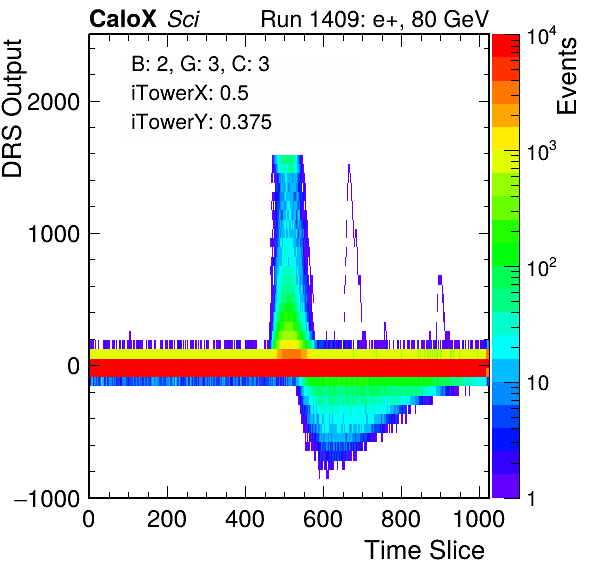 CaloX Sci Run 1409: e+, 80 GeV
B: 2, G: 3, C: 3
iTowerX: 0.5
iTowerY: 0.375
DRS Output
2000
1000
0
−1000
0 200 400 600 800 1000
Time Slice
Events
10⁴
10³
10²
10
1